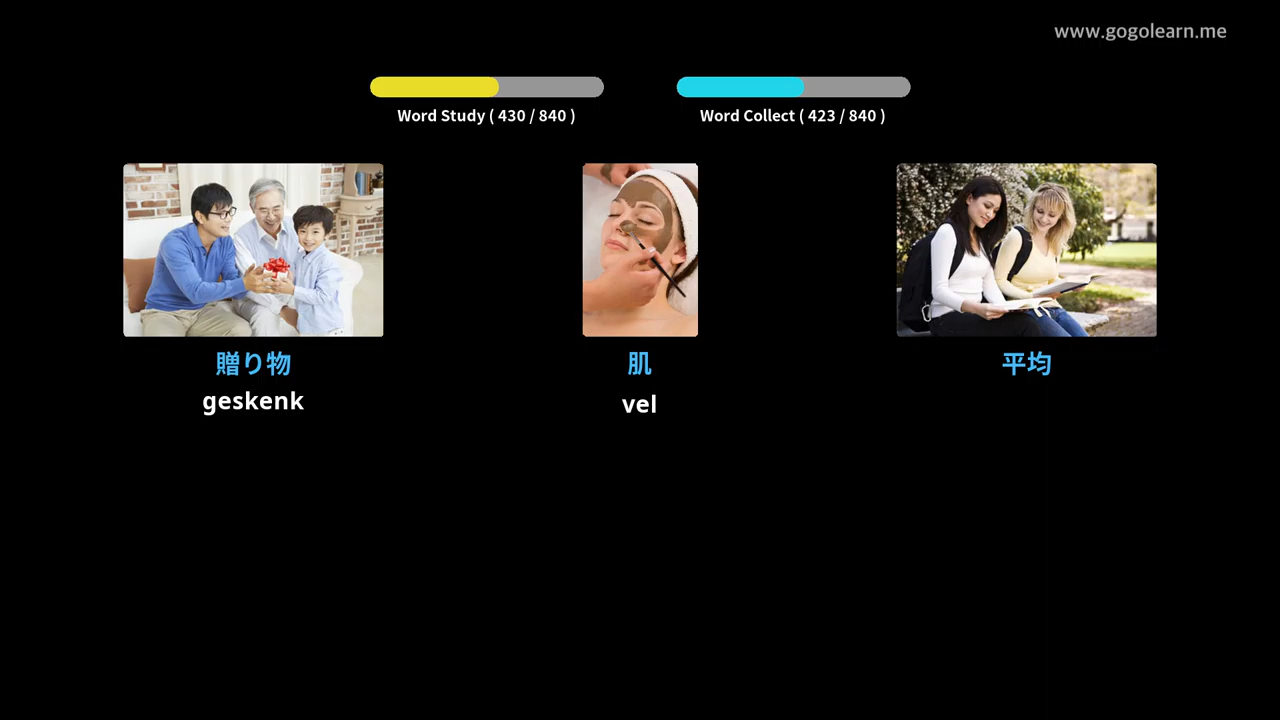 www.gogolearn.me
Word Study ( 430 / 840 )
Word Collect ( 423 / 840 )
贈り物
肌
平均
geskenk
vel